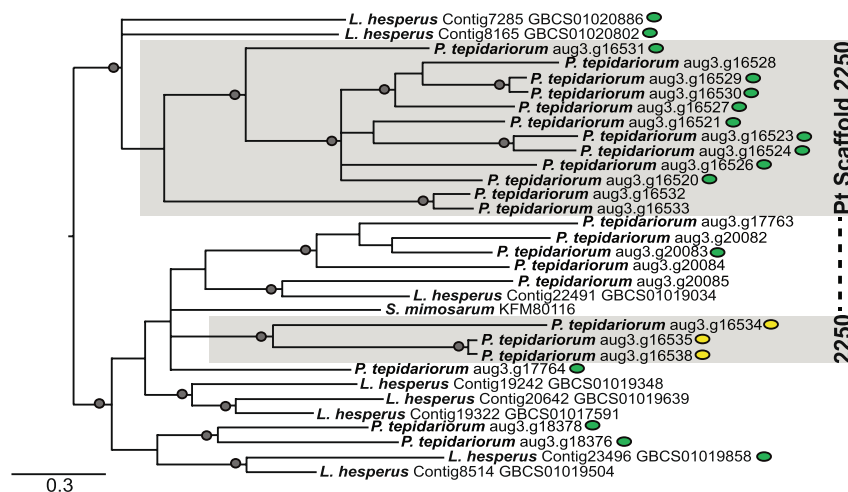 L. hesperus Contig7285 GBCS01020886
L. hesperus Contig8165 GBCS01020802
P. tepidariorum aug3.g16531
P. tepidariorum aug3.g16528
P. tepidariorum aug3.g16529
P. tepidariorum aug3.g16530
P. tepidariorum aug3.g16527
P. tepidariorum aug3.g16521
P. tepidariorum aug3.g16523
P. tepidariorum aug3.g16524
P. tepidariorum aug3.g16526
P. tepidariorum aug3.g16520
P. tepidariorum aug3.g16532
P. tepidariorum aug3.g16533
P. tepidariorum aug3.g17763
P. tepidariorum aug3.g20082
P. tepidariorum aug3.g20083
P. tepidariorum aug3.g20084
P. tepidariorum aug3.g20085
L. hesperus Contig22491 GBCS01019034
S. mimosarum KFM80116
P. tepidariorum aug3.g16534
P. tepidariorum aug3.g16535
P. tepidariorum aug3.g16538
P. tepidariorum aug3.g17764
L. hesperus Contig19242 GBCS01019348
L. hesperus Contig20642 GBCS01019639
L. hesperus Contig19322 GBCS01017591
P. tepidariorum aug3.g18378
P. tepidariorum aug3.g18376
L. hesperus Contig23496 GBCS01019858
L. hesperus Contig8514 GBCS01019504
0.3
Pt Scaffold 2250
2250